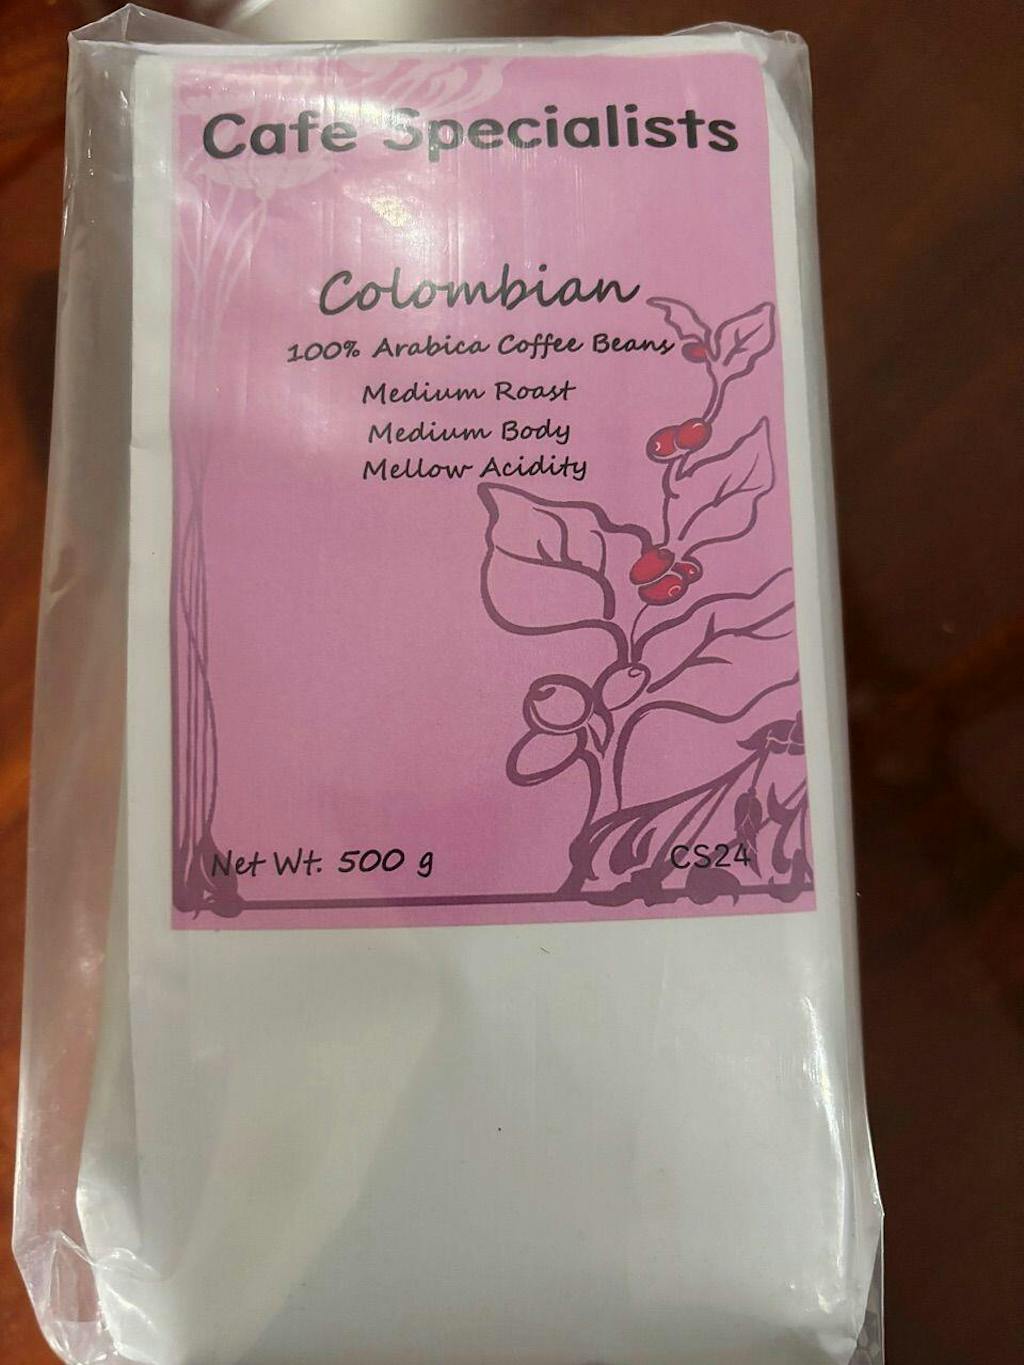 Cafe Specialists
Colombian
100% Arabica Coffee Beans
Medium Roast
Medium Body
Mellow Acidity
Net Wt. 500 g
CS24